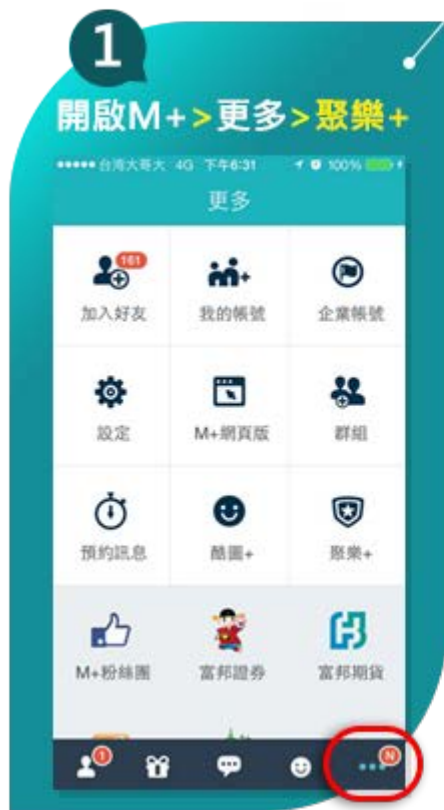 1
開啟M+>更多>聚樂+
台灣大哥大 4G 下午6:31 100%
更多
161
加入好友 我的帳號 企業帳號
設定 M+網頁版 群組
預約訊息 酷圖+ 聚樂+
M+粉絲團 富邦證券 富邦期貨
1 N